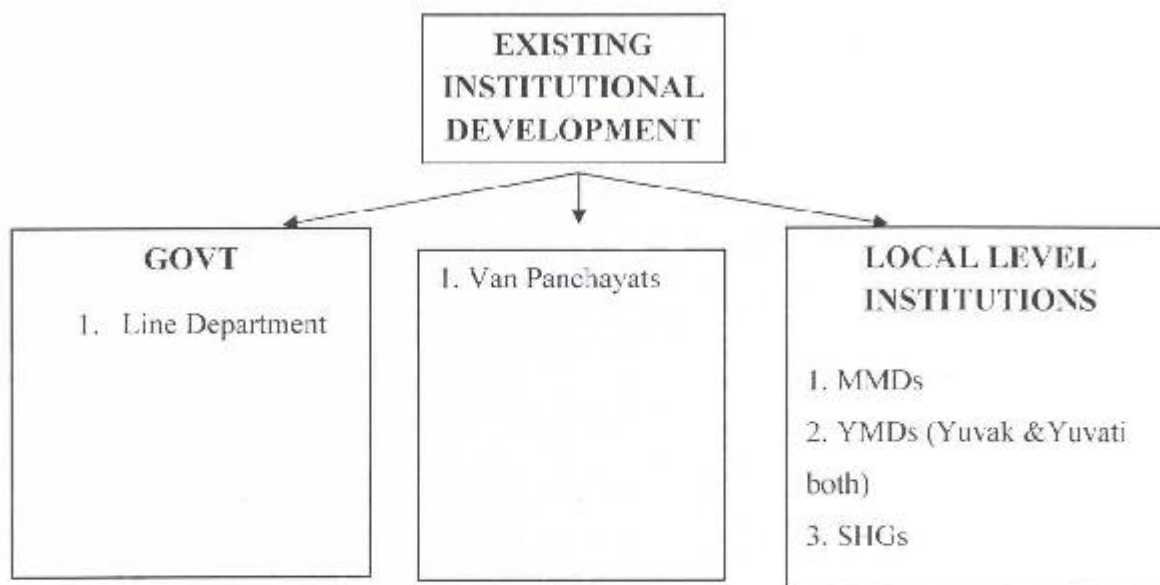 EXISTING
INSTITUTIONAL
DEVELOPMENT
GOVT
1. Line Department
1. Van Panchayats
LOCAL LEVEL
INSTITUTIONS
1. MMDs
2. YMDs (Yuvak &Yuvati
both)
3. SHGs